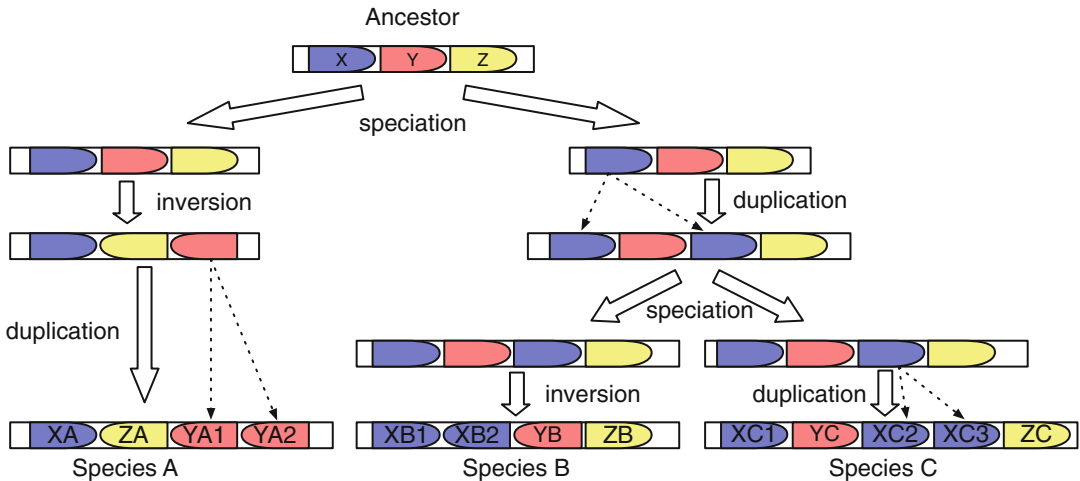 Ancestor
X Y Z
speciation
inversion
duplication
duplication
speciation
inversion
duplication
XA ZA YA1 YA2
XB1 XB2 YB ZB
XC1 YC XC2 XC3 ZC
Species A
Species B
Species C